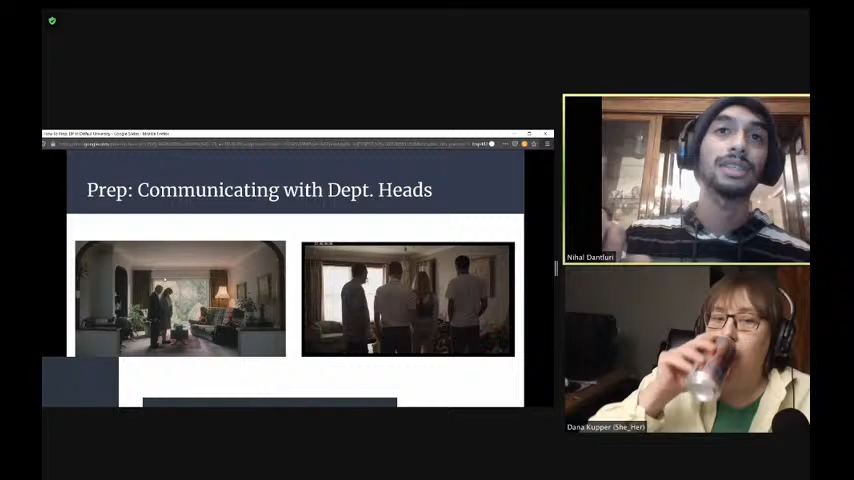 Prep: Communicating with Dept. Heads
Nihal Dantluri
Dana Kupper (She_Her)